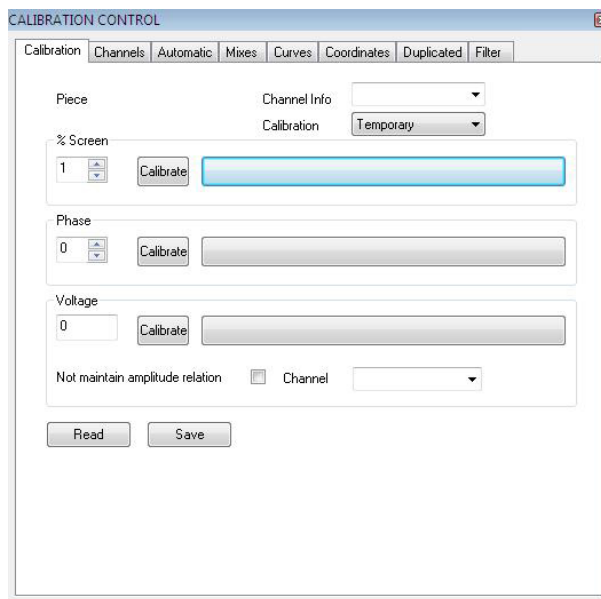 CALIBRATION CONTROL
Calibration Channels Automatic Mixes Curves Coordinates Duplicated Filter
Piece Channel Info
Calibration Temporary
% Screen
1 Calibrate
Phase
0 Calibrate
Voltage
0 Calibrate
Not maintain amplitude relation Channel
Read Save